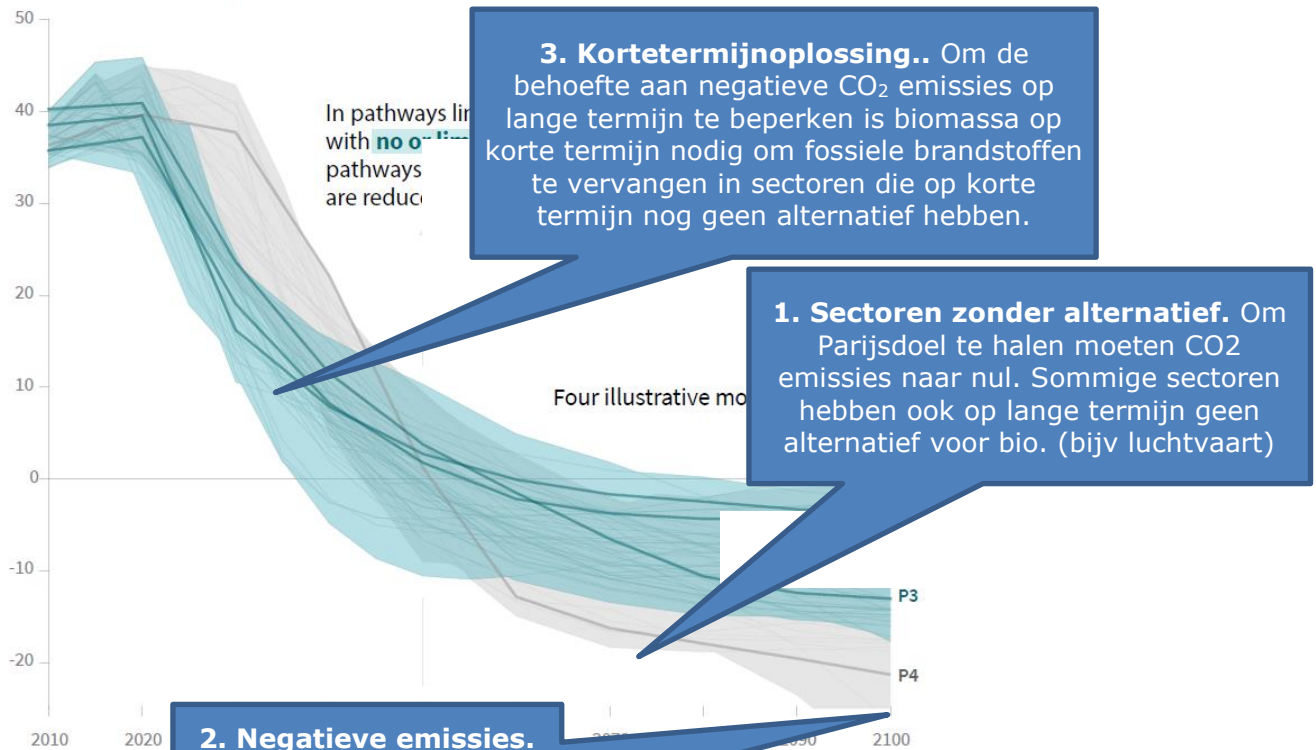 50
40
30
20
10
0
-10
-20
In pathways
with no or
pathways
are
3. Kortetermijnoplossing.. Om de
behoefte aan negatieve CO₂ emissies op
lange termijn te beperken is biomassa op
korte termijn nodig om fossiele brandstoffen
te vervangen in sectoren die op korte
termijn nog geen alternatief hebben.
1. Sectoren zonder alternatief. Om
Parijsdoel te halen moeten CO2
emissies naar nul. Sommige sectoren
hebben ook op lange termijn geen
alternatief voor bio. (bijv luchtvaart)
Four illustrative
P3
P4
2. Negatieve emissies.
2010
2020
2100